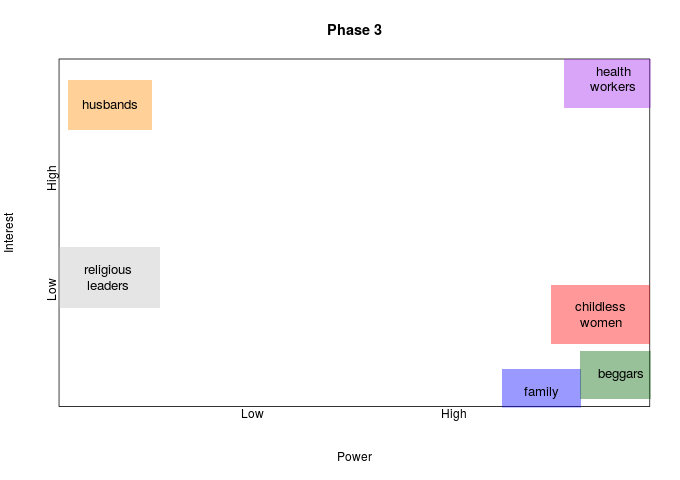 Phase 3
husbands
health
workers
High
Interest
religious
leaders
Low
childless
women
beggars
family
Low
High
Power